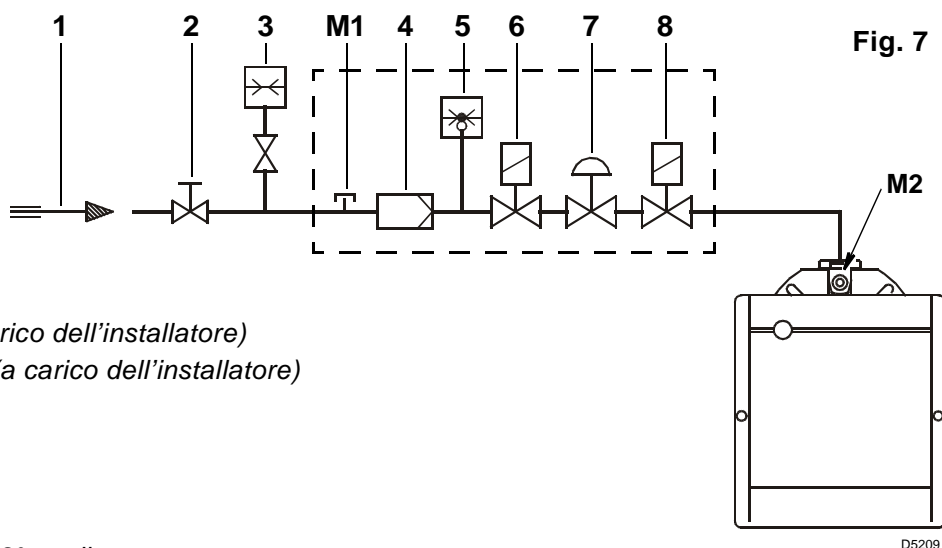 1 2 3 M1 4 5 6 7 8
Fig. 7
M2
rico dell'installatore)
a carico dell'installatore)
D5209